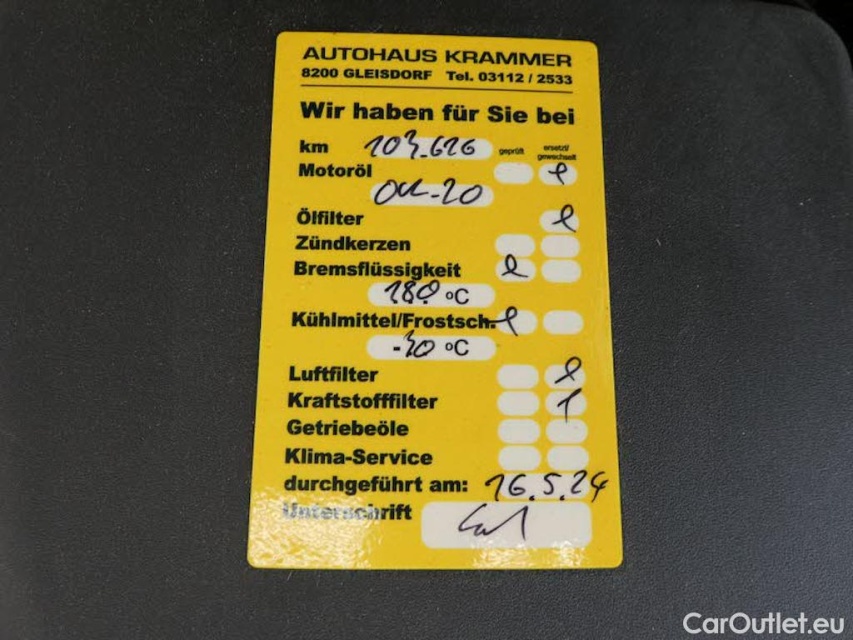 AUTOHAUS KRAMMER
8200 GLEISDORF Tel. 03112 / 2533
Wir haben für Sie bei
km 103.626 geprüft ersetzt/gewechselt
Motoröl
0W-20
Ölfilter
Zündkerzen
Bremsflüssigkeit
180 °C
Kühlmittel/Frostsch.
-30 °C
Luftfilter
Kraftstofffilter
Getriebeöle
Klima-Service
durchgeführt am: 16.5.24
Unterschrift
CarOutlet.eu